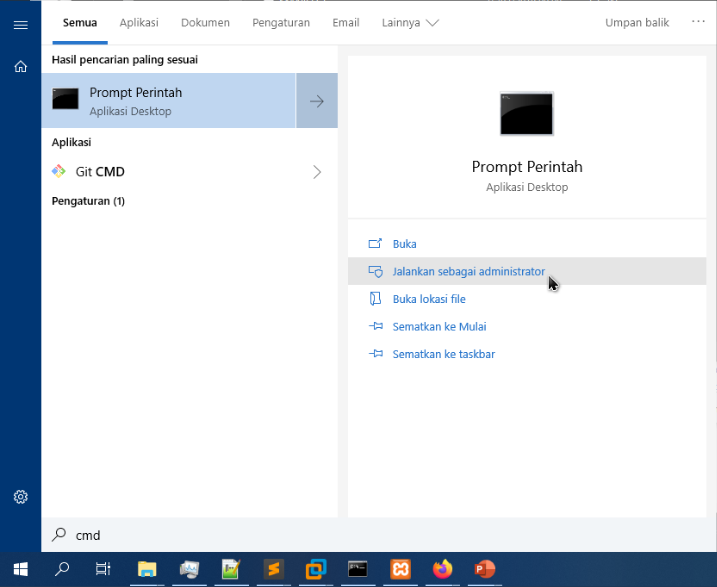 Semua
Aplikasi
Dokumen
Pengaturan
Email
Lainnya
Umpan balik
Hasil pencarian paling sesuai
Prompt Perintah
Aplikasi Desktop
Aplikasi
Git CMD
Pengaturan (1)
Prompt Perintah
Aplikasi Desktop
Buka
Jalankan sebagai administrator
Buka lokasi file
Sematkan ke Mulai
Sematkan ke taskbar
cmd